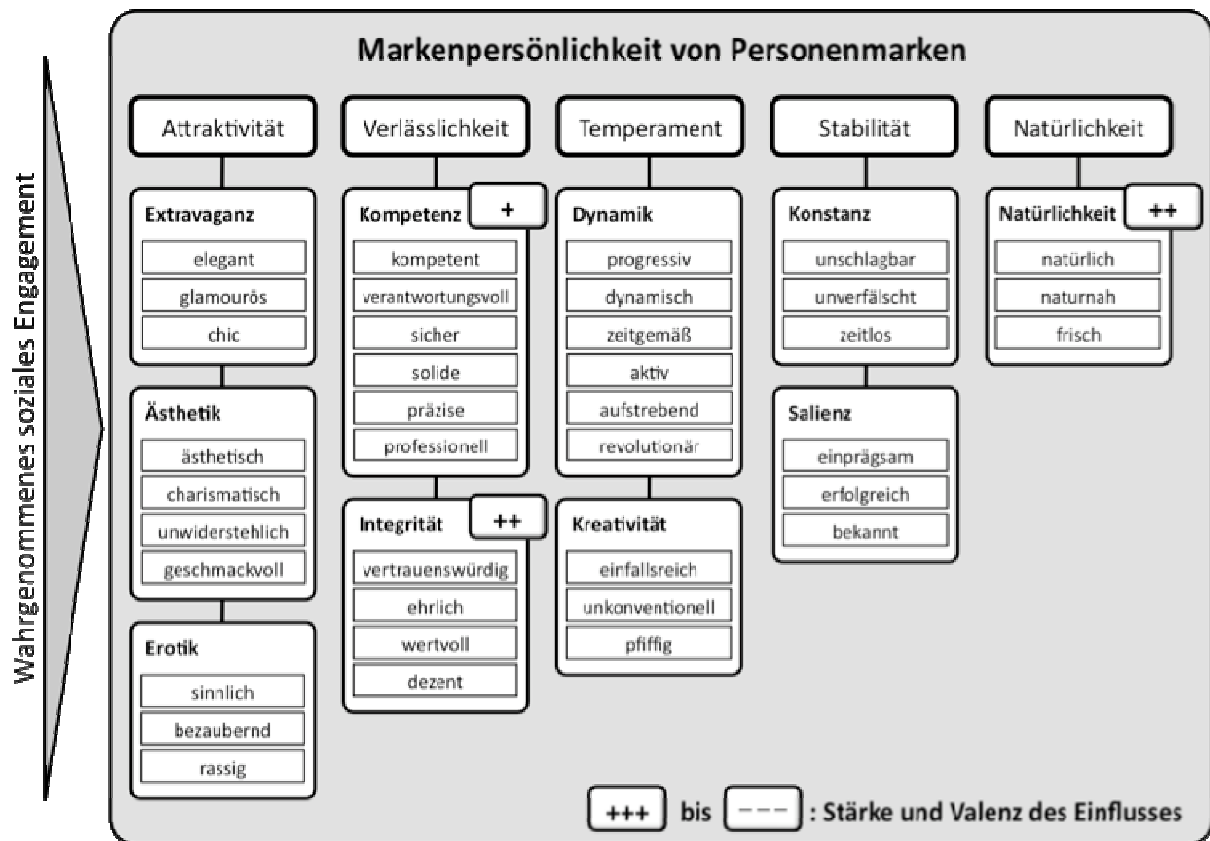 Markenpersönlichkeit von Personenmarken
Wahrgenommenes soziales Engagement
Attraktivität
Extravaganz
elegant
glamourös
chic
Ästhetik
ästhetisch
charismatisch
unwiderstehlich
geschmackvoll
Erotik
sinnlich
bezaubernd
rassig
Verlässlichkeit
Kompetenz +
kompetent
verantwortungsvoll
sicher
solide
präzise
professionell
Integrität ++
vertrauenswürdig
ehrlich
wertvoll
dezent
Temperament
Dynamik
progressiv
dynamisch
zeitgemäß
aktiv
aufstrebend
revolutionär
Kreativität
einfallsreich
unkonventionell
pfiffig
Stabilität
Konstanz
unschlagbar
unverfälscht
zeitlos
Salienz
einprägsam
erfolgreich
bekannt
Natürlichkeit
Natürlichkeit ++
natürlich
naturnah
frisch
+++ bis --- : Stärke und Valenz des Einflusses